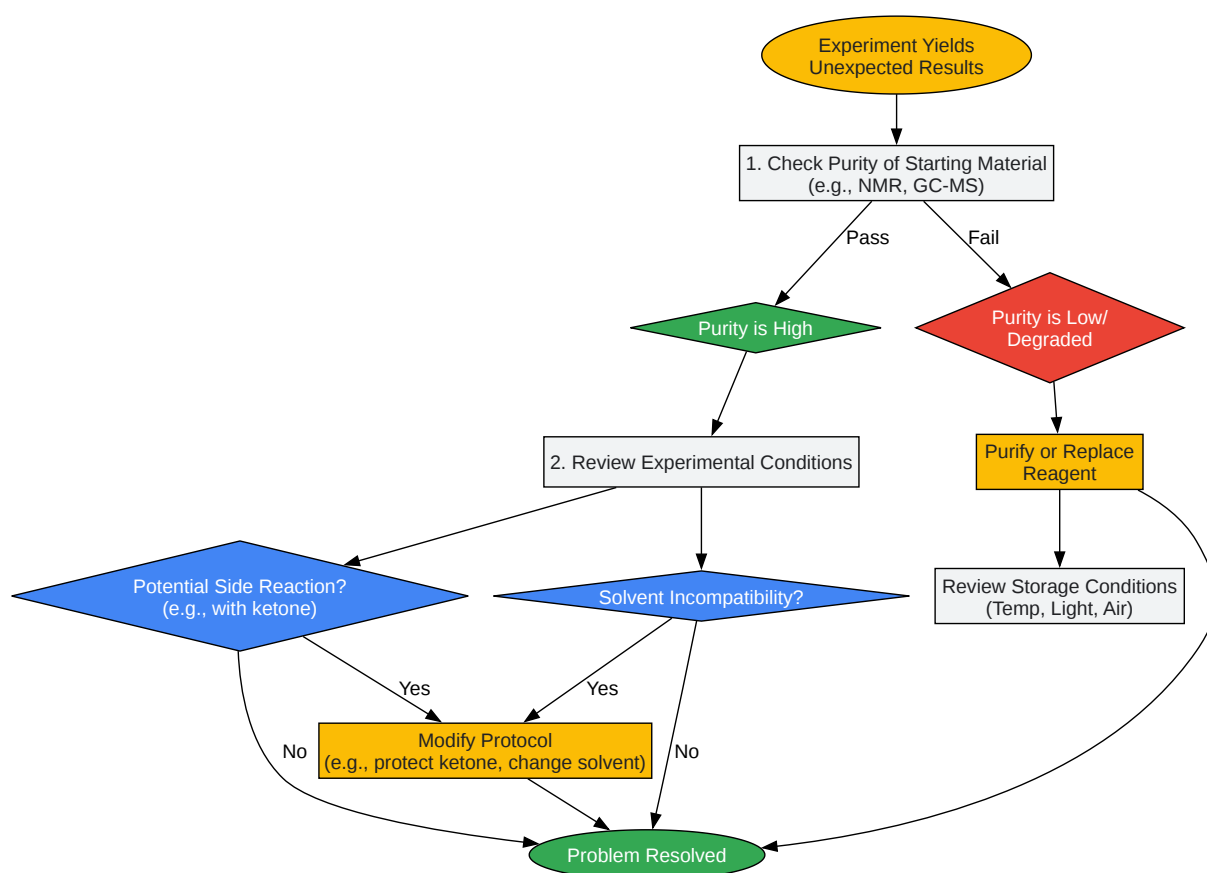 Experiment Yields
Unexpected Results
1. Check Purity of Starting Material
(e.g., NMR, GC-MS)
Pass
Fail
Purity is High
Purity is Low/
Degraded
2. Review Experimental Conditions
Purify or Replace
Reagent
Potential Side Reaction?
(e.g., with ketone)
Solvent Incompatibility?
Review Storage Conditions
(Temp, Light, Air)
Yes
Yes
No
Modify Protocol
(e.g., protect ketone, change solvent)
No
Problem Resolved